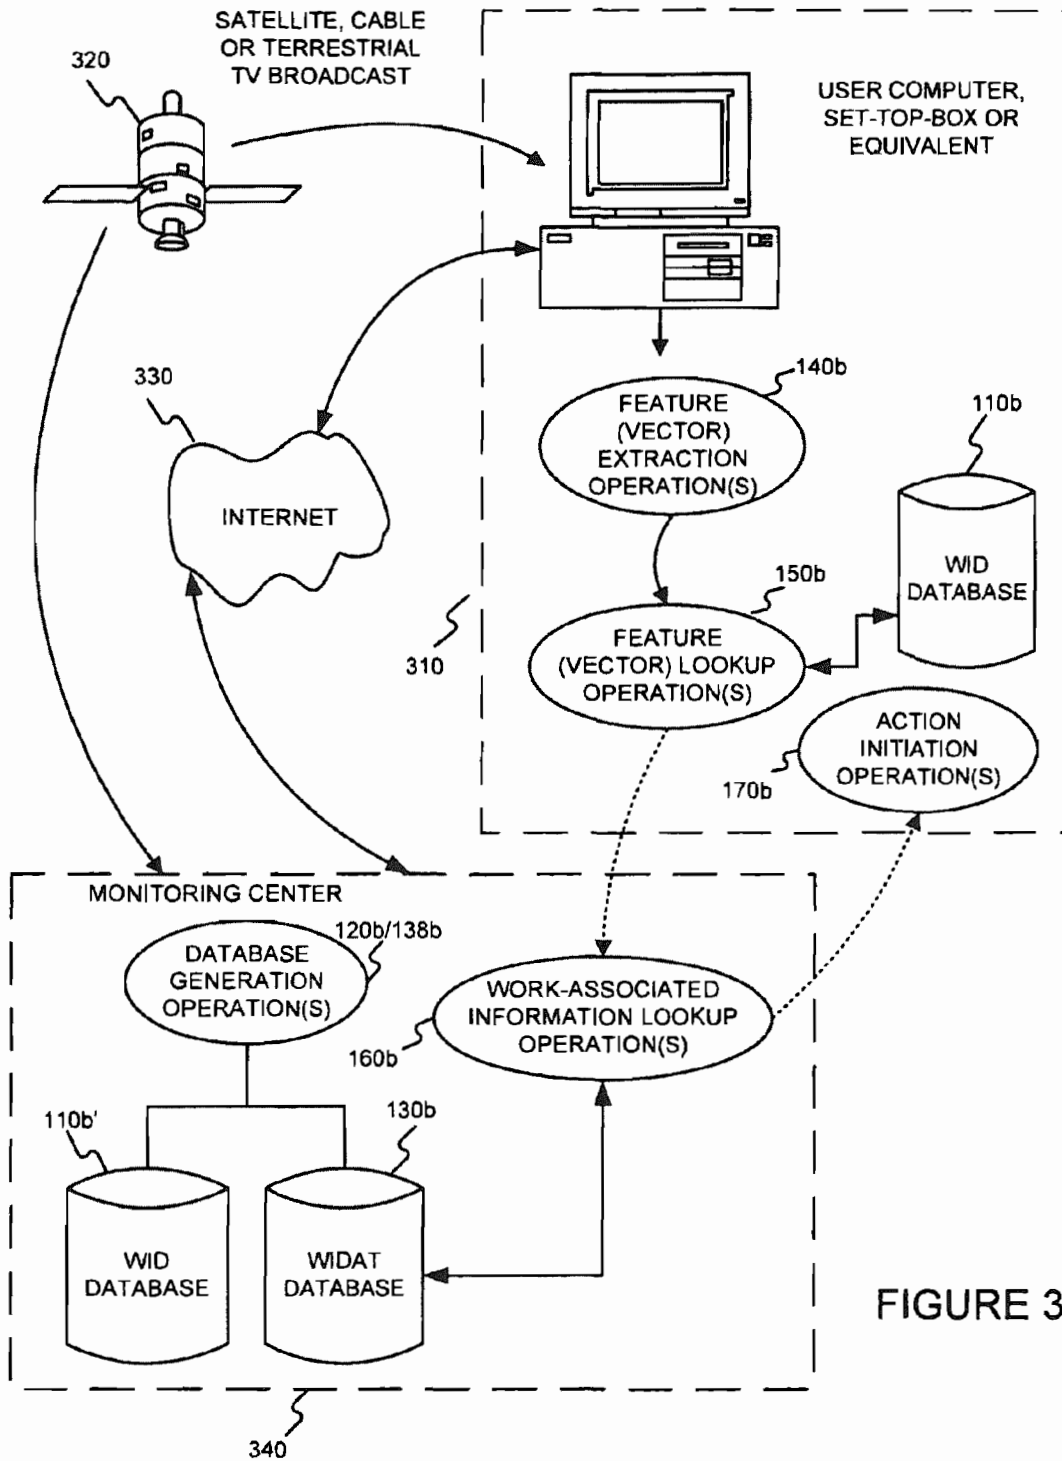 SATELLITE, CABLE
OR TERRESTRIAL
TV BROADCAST
320
USER COMPUTER,
SET-TOP-BOX OR
EQUIVALENT
330
INTERNET
140b
FEATURE
(VECTOR)
EXTRACTION
OPERATION(S)
110b
WID
DATABASE
150b
FEATURE
(VECTOR) LOOKUP
OPERATION(S)
310
ACTION
INITIATION
OPERATION(S)
170b
MONITORING CENTER
120b/138b
DATABASE
GENERATION
OPERATION(S)
WORK-ASSOCIATED
INFORMATION LOOKUP
OPERATION(S)
160b
110b'
130b
WID
DATABASE
WIDAT
DATABASE
FIGURE 3
340